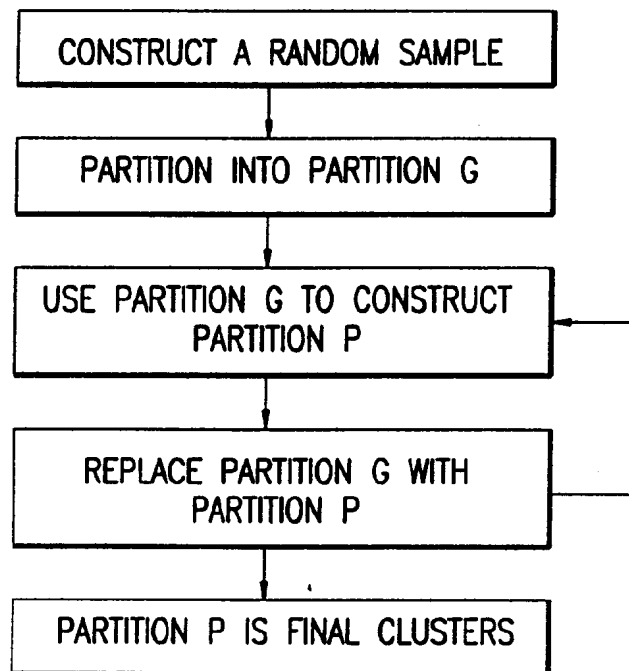 CONSTRUCT A RANDOM SAMPLE
PARTITION INTO PARTITION G
USE PARTITION G TO CONSTRUCT
PARTITION P
REPLACE PARTITION G WITH
PARTITION P
PARTITION P IS FINAL CLUSTERS